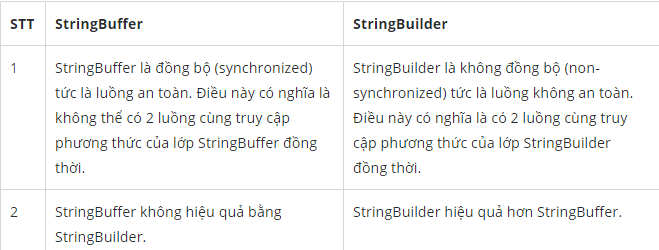 STT StringBuffer StringBuilder
1
StringBuffer là đồng bộ (synchronized)
tức là luồng an toàn. Điều này có nghĩa là
không thể có 2 luồng cùng truy cập
phương thức của lớp StringBuffer đồng
thời.
StringBuilder là không đồng bộ (non-
synchronized) tức là luồng không an toàn.
Điều này có nghĩa là có 2 luồng cùng truy
cập phương thức của lớp StringBuilder
đồng thời.
2
StringBuffer không hiệu quả bằng
StringBuilder.
StringBuilder hiệu quả hơn StringBuffer.